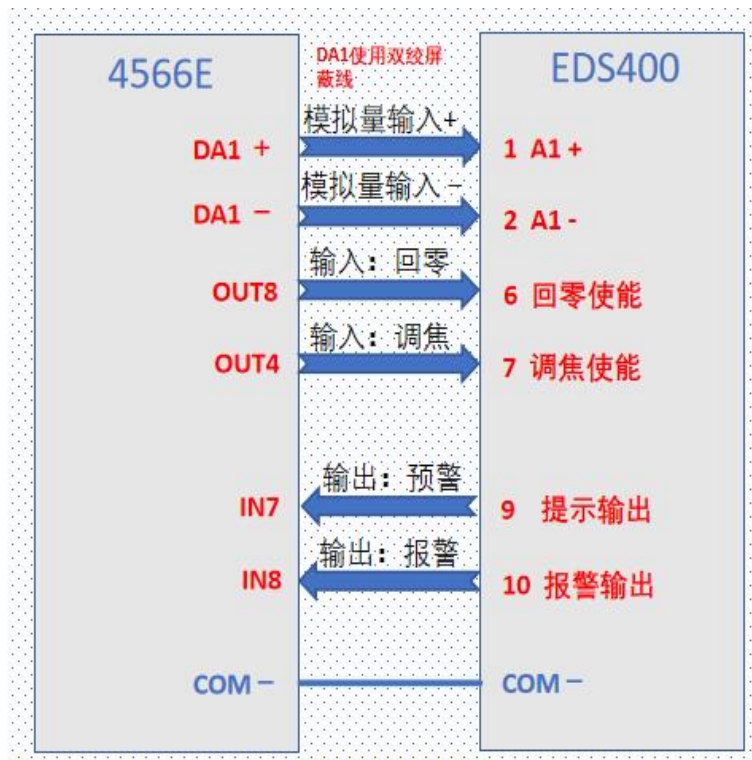 4566E
DA1使用双绞屏
蔽线
EDS400
模拟量输入+
DA1 + 1 A1 +
模拟量输入 −
DA1 − 2 A1 -
输入：回零
OUT8 6 回零使能
输入：调焦
OUT4 7 调焦使能
输出：预警
IN7 9 提示输出
输出：报警
IN8 10 报警输出
COM − COM −